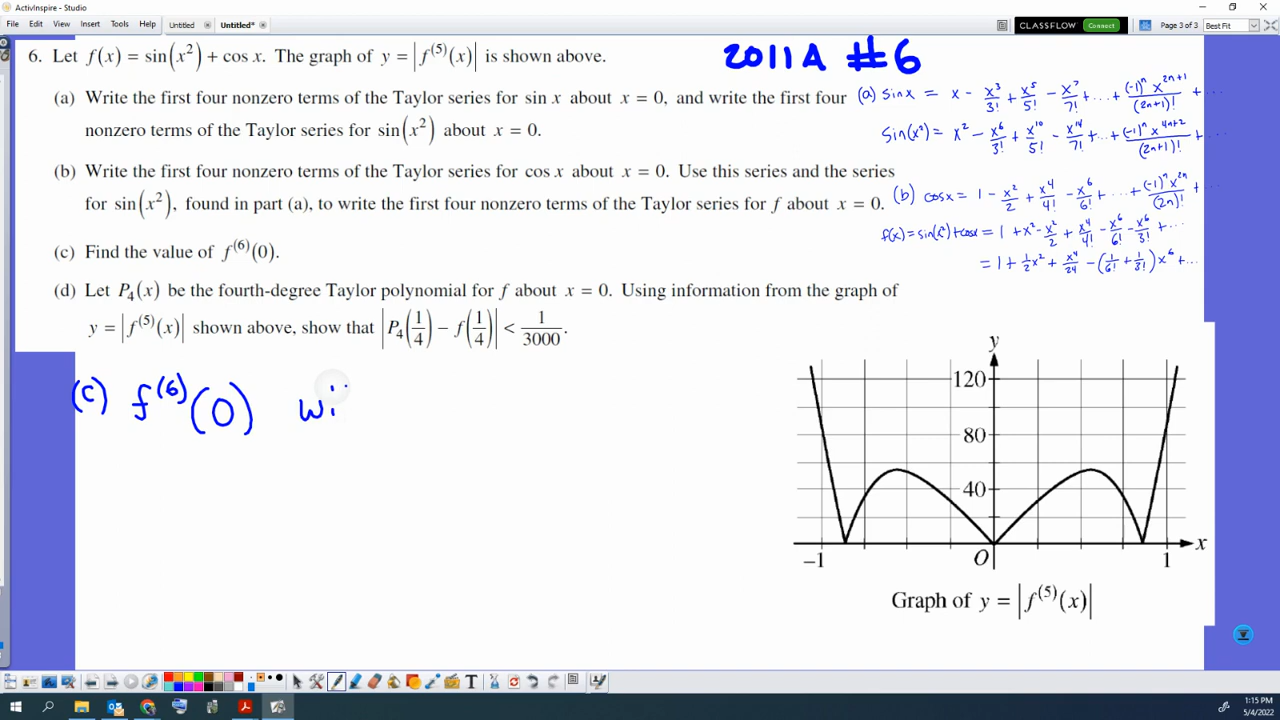 ActivInspire - Studio
File Edit View Insert Tools Untitled Untitled* CLASSFLOW Connect Page 3 of 3 Best Fit
6. Let f(x) = sin(x²) + cos x. The graph of y = |f⁽⁵⁾(x)| is shown above.
2011A #6
(a) Write the first four nonzero terms of the Taylor series for sin x about x = 0, and write the first four
nonzero terms of the Taylor series for sin(x²) about x = 0.
(a) sinx = x - x³/3! + x⁵/5! - x⁷/7! + ... + (-1)ⁿ x²ⁿ⁺¹/(2n+1)! + ...
sin(x²) = x² - x⁶/3! + x¹⁰/5! - x¹⁴/7! + ... + (-1)ⁿ x⁴ⁿ⁺²/(2n+1)! + ...
(b) Write the first four nonzero terms of the Taylor series for cos x about x = 0. Use this series and the series
for sin(x²), found in part (a), to write the first four nonzero terms of the Taylor series for f about x = 0.
(b) cosx = 1 - x²/2 + x⁴/4! - x⁶/6! + ... + (-1)ⁿ x²ⁿ/(2n)! + ...
f(x) = sin(x²) + cosx = 1 + x² - x²/2 + x⁴/4! - x⁶/6! - x⁶/3! + ...
= 1 + 1/2 x² + x⁴/24 - (1/6! + 1/3!) x⁶ + ...
(c) Find the value of f⁽⁶⁾(0).
(d) Let P₄(x) be the fourth-degree Taylor polynomial for f about x = 0. Using information from the graph of
y = |f⁽⁵⁾(x)| shown above, show that |P₄(1/4) - f(1/4)| < 1/3000.
(c) f⁽⁶⁾(0) wi
y
120
80
40
-1 O 1 x
Graph of y = |f⁽⁵⁾(x)|
1:15 PM
5/4/2022